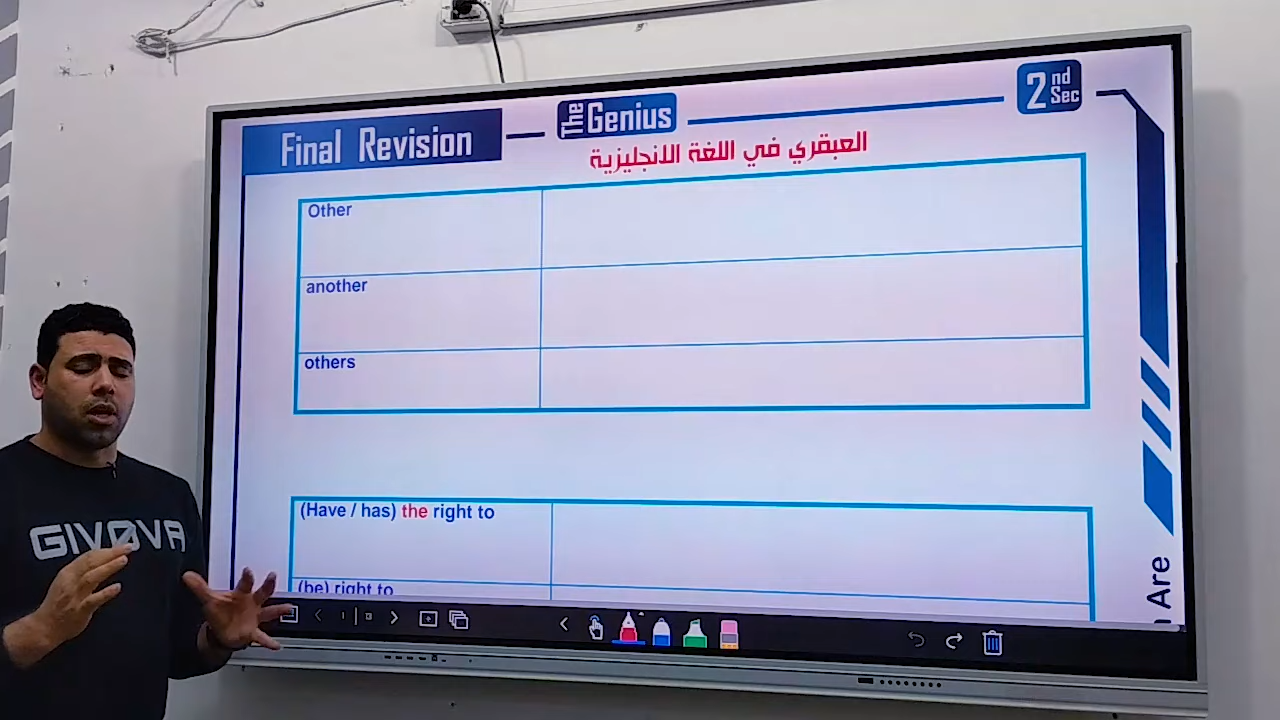 Final Revision
The Genius
2nd Sec
العبقري في اللغة الانجليزية
Other
another
others
(Have / has) the right to
(be) right to
Are
GIVOVA